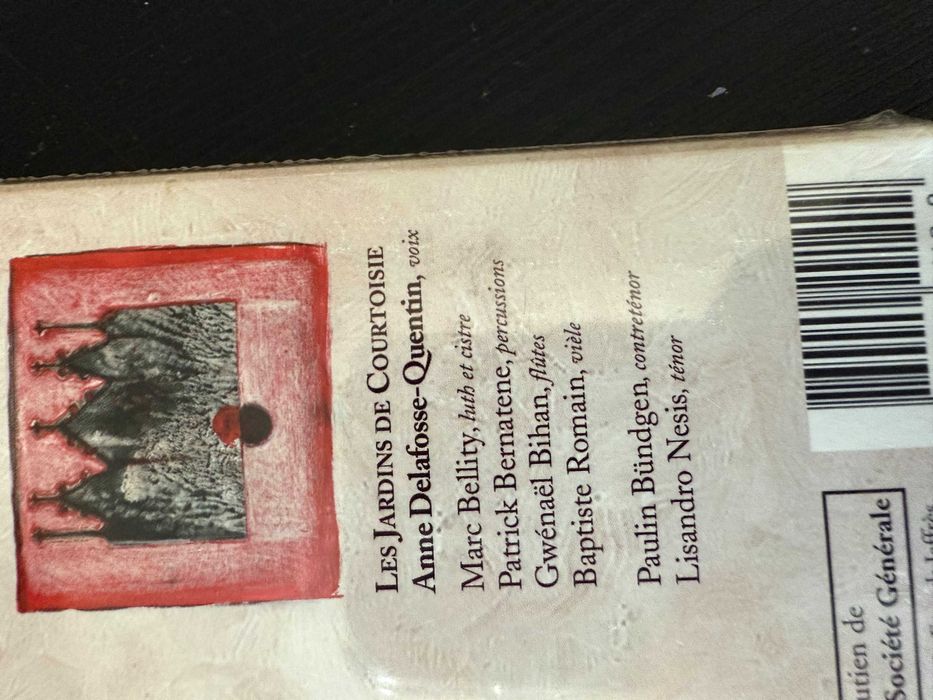 LES JARDINS DE COURTOISIE
Anne Delafosse-Quentin, voix
Marc Bellity, luth et cistre
Patrick Bernatene, percussions
Gwénaël Bihan, flûtes
Baptiste Romain, vièle
Paulin Bündgen, contreténor
Lisandro Nesis, ténor
de
Société Générale